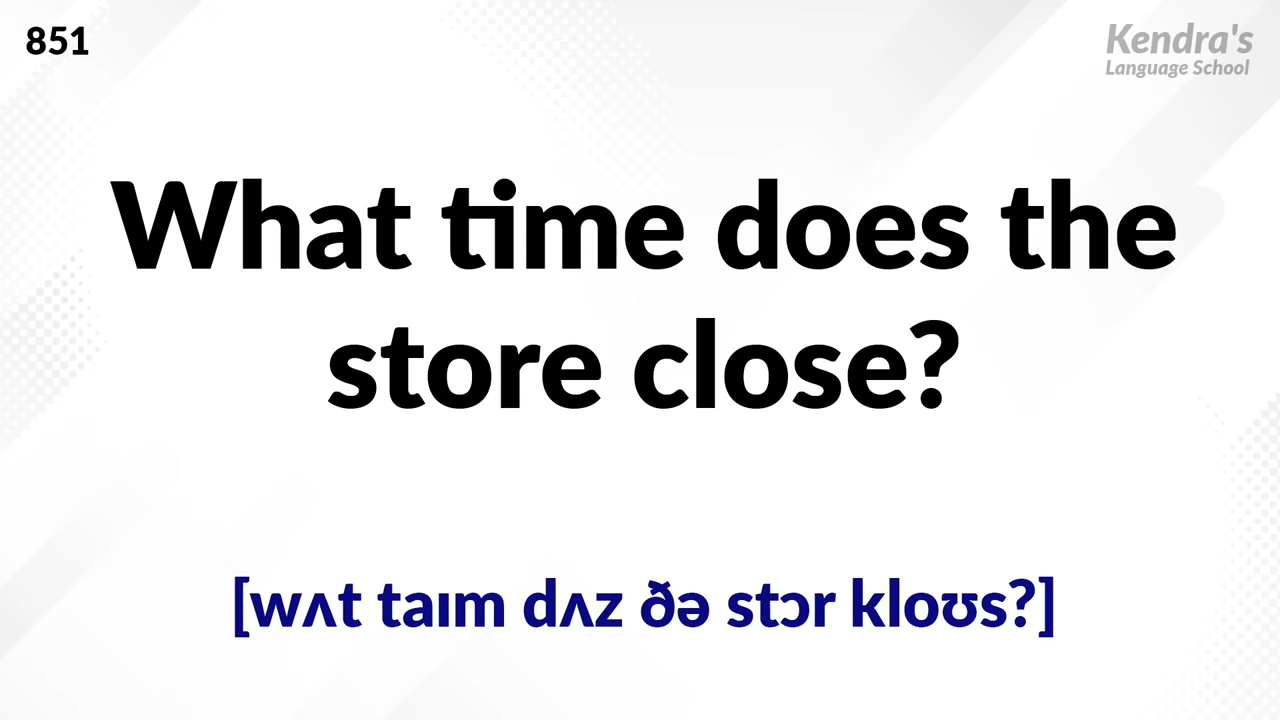 851
Kendra's
Language School
What time does the
store close?
[wʌt taɪm dʌz ðə stɔr kloʊs?]